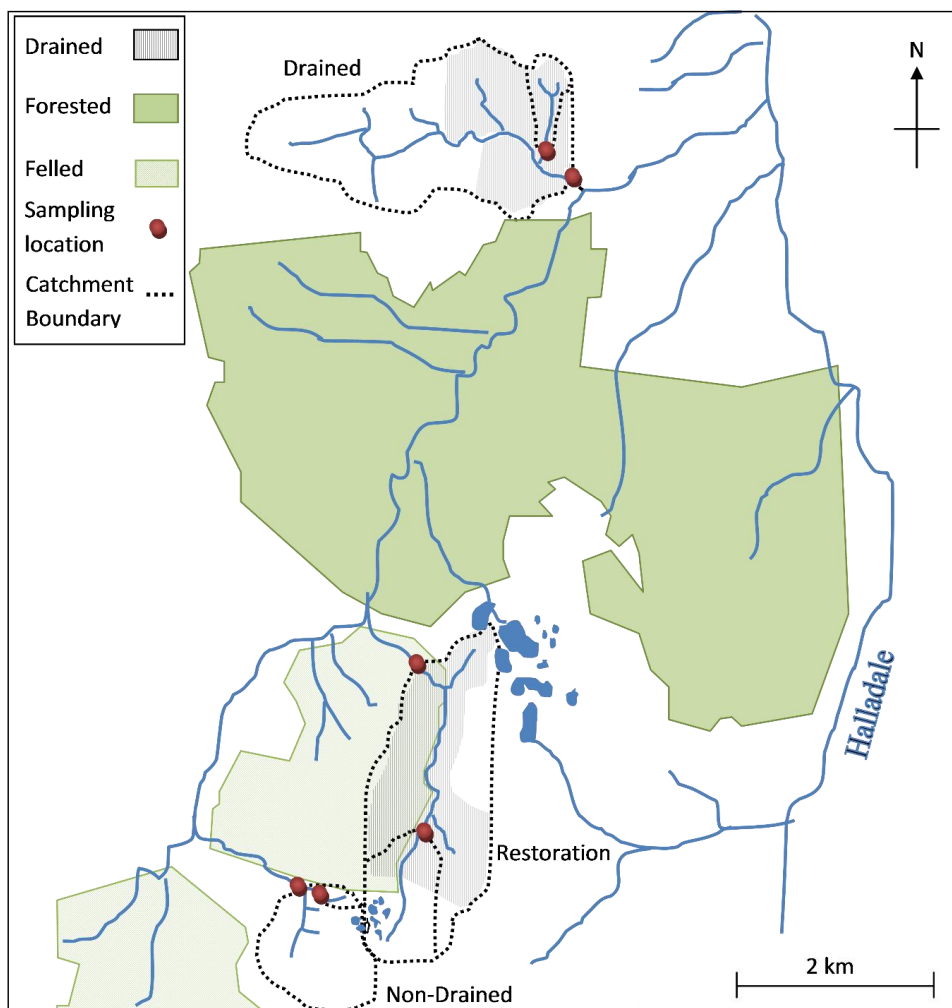 Drained
Forested
Felled
Sampling
location
Catchment
Boundary
Drained
N
Halladale
Restoration
Non-Drained
2 km